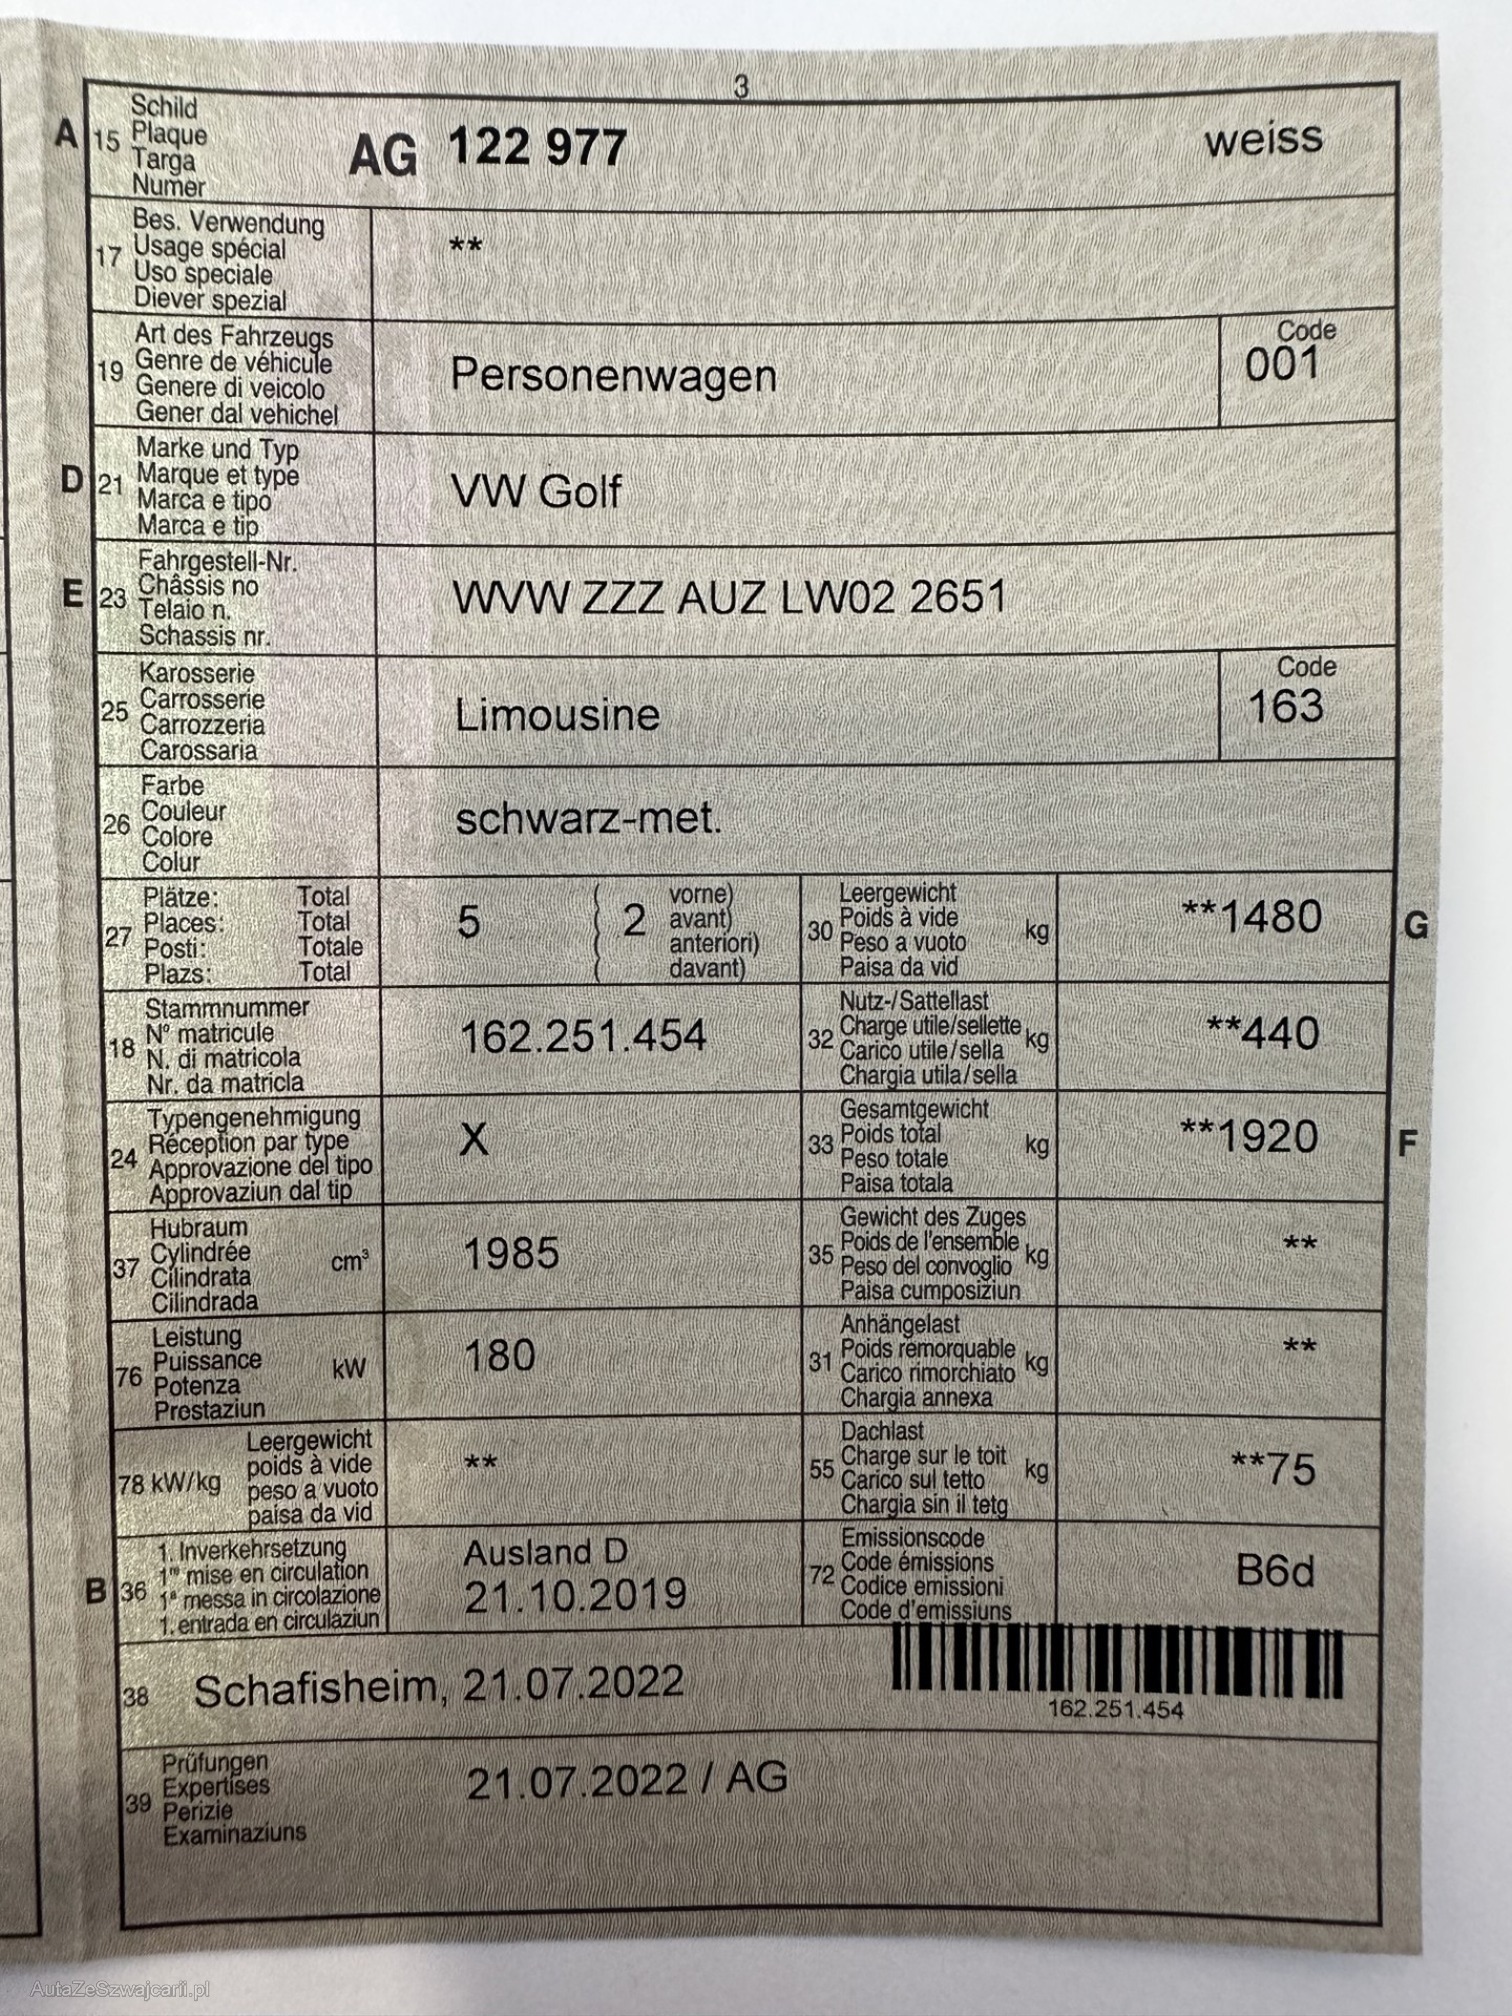 3
A 15 Schild
Plaque
Targa
Numer
AG 122 977 weiss
17 Bes. Verwendung
Usage spécial
Uso speciale
Diever spezial
**
19 Art des Fahrzeugs
Genre de véhicule
Genere di veicolo
Gener dal vehichel
Personenwagen
Code
001
D 21 Marke und Typ
Marque et type
Marca e tipo
Marca e tip
VW Golf
E 23 Fahrgestell-Nr.
Châssis no
Telaio n.
Schassis nr.
WVW ZZZ AUZ LW02 2651
25 Karosserie
Carrosserie
Carrozzeria
Carossaria
Limousine
Code
163
26 Farbe
Couleur
Colore
Colur
schwarz-met.
27 Plätze: Total
Places: Total
Posti: Totale
Plazs: Total
5 ( 2 vorne)
avant)
anteriori)
davant)
30 Leergewicht
Poids à vide
Peso a vuoto
Paisa da vid
kg
**1480 G
18 Stammnummer
N° matricule
N. di matricola
Nr. da matricla
162.251.454
32 Nutz-/Sattellast
Charge utile/sellette
Carico utile/sella
Chargia utila/sella
kg
**440
24 Typengenehmigung
Réception par type
Approvazione del tipo
Approvaziun dal tip
X
33 Gesamtgewicht
Poids total
Peso totale
Paisa totala
kg
**1920 F
37 Hubraum
Cylindrée
Cilindrata
Cilindrada
cm³
1985
35 Gewicht des Zuges
Poids de l'ensemble
Peso del convoglio
Paisa cumposiziun
kg
**
76 Leistung
Puissance
Potenza
Prestaziun
kW
180
31 Anhängelast
Poids remorquable
Carico rimorchiato
Chargia annexa
kg
**
78 kW/kg Leergewicht
poids à vide
peso a vuoto
paisa da vid
**
55 Dachlast
Charge sur le toit
Carico sul tetto
Chargia sin il tetg
kg
**75
B 36 1. Inverkehrsetzung
1re mise en circulation
1a messa in circolazione
1. entrada en circulaziun
Ausland D
21.10.2019
72 Emissionscode
Code émissions
Codice emissioni
Code d'emissiuns
B6d
38 Schafisheim, 21.07.2022
162.251.454
39 Prüfungen
Expertises
Perizie
Examinaziuns
21.07.2022 / AG
AutaZeSzwajcarii.pl